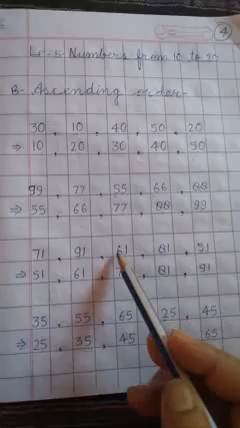 4
Numbers from 10 to
B- Ascending order-
30, 10, 40, 50, 20
⇒ 10, 20, 30, 40, 50
99, 77, 55, 66, 88
⇒ 55, 66, 77, 88, 99
71, 91, 61, 81, 51
⇒ 51, 61, 81, 91
35, 55, 65, 25, 45
⇒ 25, 35, 45 65